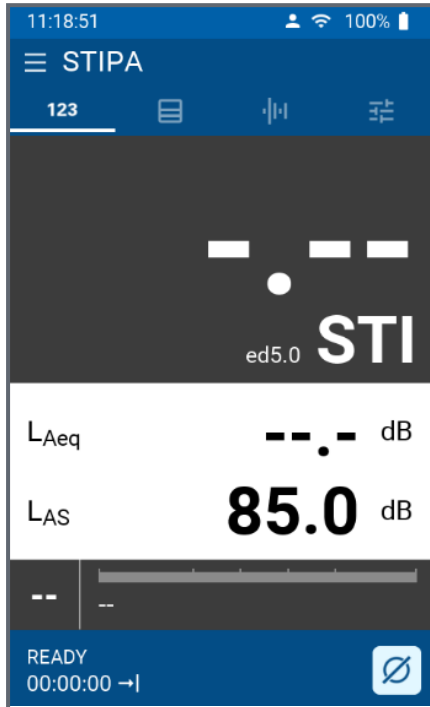 11:18:51 100%
STIPA
123
-.--
ed5.0 STI
LAeq --.- dB
LAS 85.0 dB
--
--
READY
00:00:00